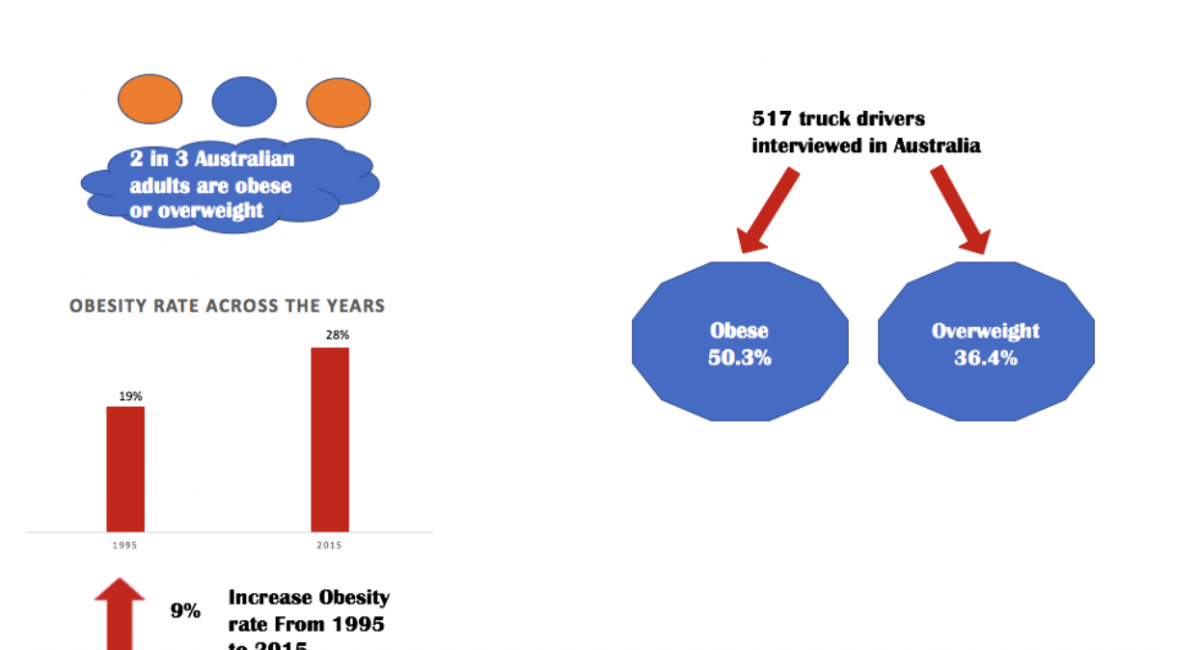 2 in 3 Australian
adults are obese
or overweight
OBESITY RATE ACROSS THE YEARS
19%
28%
1995
2015
9%
Increase Obesity
rate From 1995
to 2015
517 truck drivers
interviewed in Australia
Obese
50.3%
Overweight
36.4%